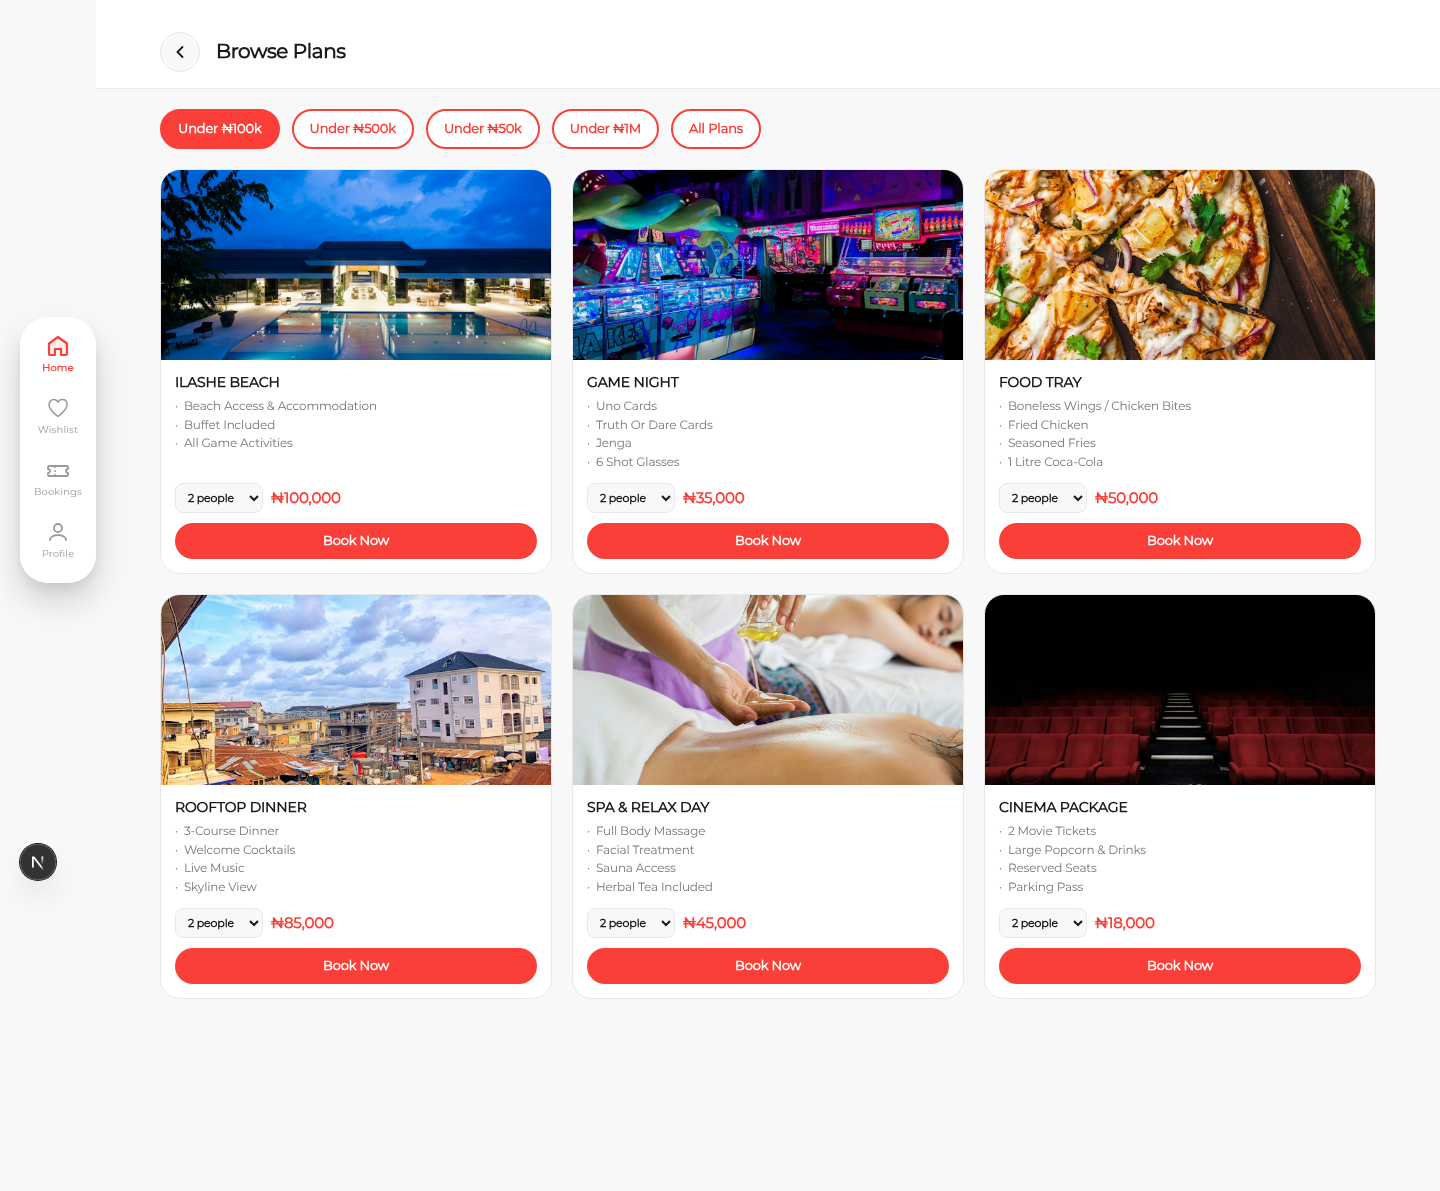 Browse Plans
Under ₦100k
Under ₦500k
Under ₦50k
Under ₦1M
All Plans
Home
Wishlist
Bookings
Profile
N
ILASHE BEACH
· Beach Access & Accommodation
· Buffet Included
· All Game Activities
2 people ₦100,000
Book Now
GAME NIGHT
· Uno Cards
· Truth Or Dare Cards
· Jenga
· 6 Shot Glasses
2 people ₦35,000
Book Now
FOOD TRAY
· Boneless Wings / Chicken Bites
· Fried Chicken
· Seasoned Fries
· 1 Litre Coca-Cola
2 people ₦50,000
Book Now
ROOFTOP DINNER
· 3-Course Dinner
· Welcome Cocktails
· Live Music
· Skyline View
2 people ₦85,000
Book Now
SPA & RELAX DAY
· Full Body Massage
· Facial Treatment
· Sauna Access
· Herbal Tea Included
2 people ₦45,000
Book Now
CINEMA PACKAGE
· 2 Movie Tickets
· Large Popcorn & Drinks
· Reserved Seats
· Parking Pass
2 people ₦18,000
Book Now